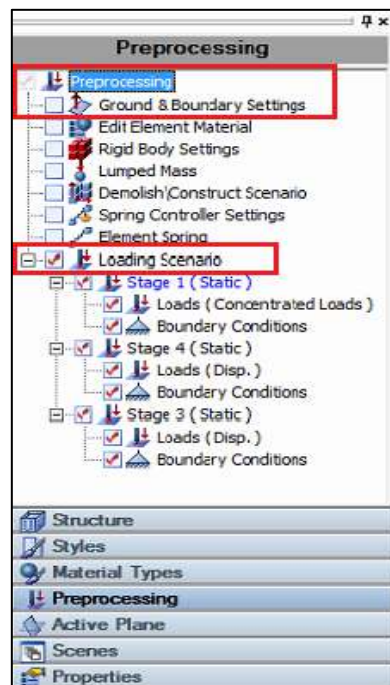 Preprocessing
Preprocessing
Ground & Boundary Settings
Edit Element Material
Rigid Body Settings
Lumped Mass
Demolish\Construct Scenario
Spring Controller Settings
Element Spring
Loading Scenario
Stage 1 ( Static )
Loads ( Concentrated Loads )
Boundary Conditions
Stage 4 ( Static )
Loads ( Disp. )
Boundary Conditions
Stage 3 ( Static )
Loads ( Disp. )
Boundary Conditions
Structure
Styles
Material Types
Preprocessing
Active Plane
Scenes
Properties